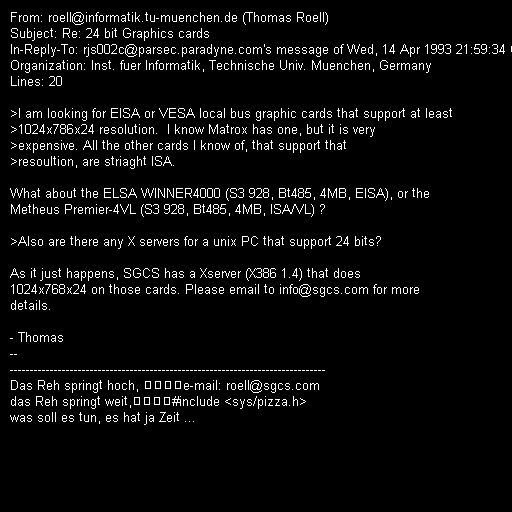 From: roell@informatik.tu-muenchen.de (Thomas Roell)
Subject: Re: 24 bit Graphics cards
In-Reply-To: rjs002c@parsec.paradyne.com's message of Wed, 14 Apr 1993 21:59:34
Organization: Inst. fuer Informatik, Technische Univ. Muenchen, Germany
Lines: 20

>I am looking for EISA or VESA local bus graphic cards that support at least
>1024x786x24 resolution.  I know Matrox has one, but it is very
>expensive. All the other cards I know of, that support that
>resoultion, are striaght ISA.

What about the ELSA WINNER4000 (S3 928, Bt485, 4MB, EISA), or the
Metheus Premier-4VL (S3 928, Bt485, 4MB, ISA/VL) ?

>Also are there any X servers for a unix PC that support 24 bits?

As it just happens, SGCS has a Xserver (X386 1.4) that does
1024x768x24 on those cards. Please email to info@sgcs.com for more
details.

- Thomas
--
-------------------------------------------------------------------------------
Das Reh springt hoch, e-mail: roell@sgcs.com
das Reh springt weit, #include <sys/pizza.h>
was soll es tun, es hat ja Zeit ...